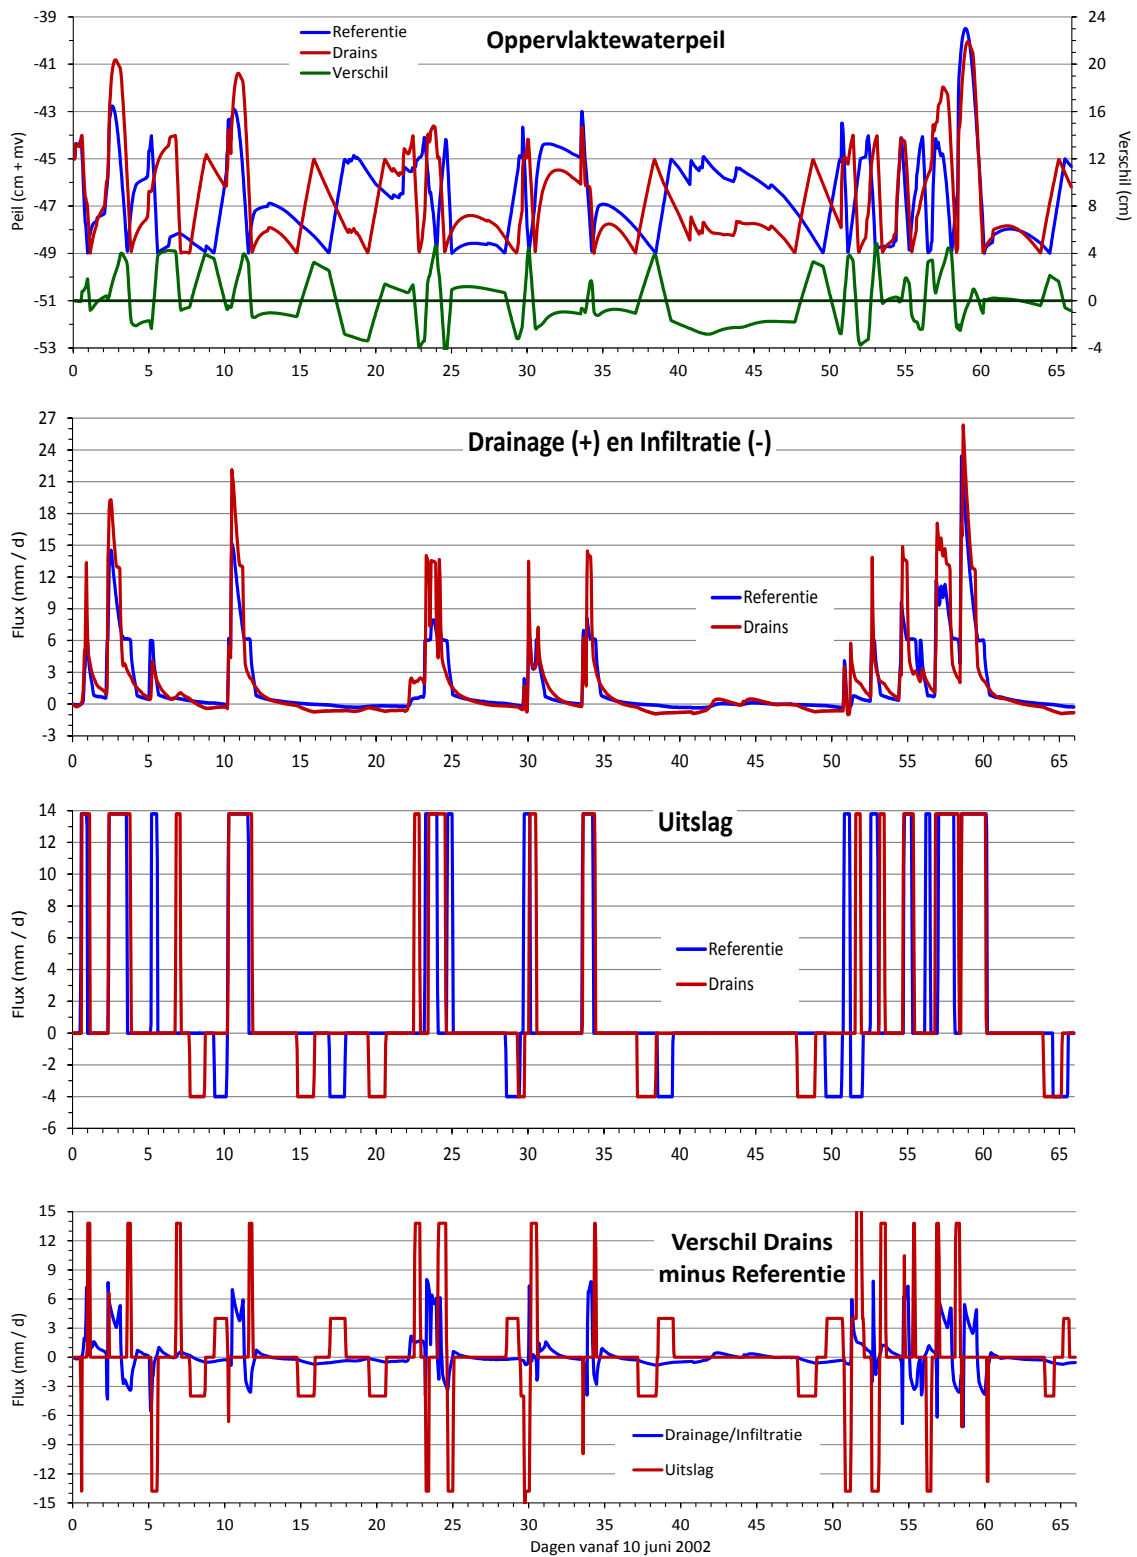 Oppervlaktewaterpeil
Referentie
Drains
Verschil
Peil (cm + mv)
Verschil (cm)
-39
-41
-43
-45
-47
-49
-51
-53
24
20
16
12
8
4
0
-4
0 5 10 15 20 25 30 35 40 45 50 55 60 65
Drainage (+) en Infiltratie (-)
Flux (mm / d)
27
24
21
18
15
12
9
6
3
0
-3
Referentie
Drains
0 5 10 15 20 25 30 35 40 45 50 55 60 65
Uitslag
Flux (mm / d)
14
12
10
8
6
4
2
0
-2
-4
-6
Referentie
Drains
0 5 10 15 20 25 30 35 40 45 50 55 60 65
Verschil Drains
minus Referentie
Flux (mm / d)
15
12
9
6
3
0
-3
-6
-9
-12
-15
Drainage/Infiltratie
Uitslag
0 5 10 15 20 25 30 35 40 45 50 55 60 65
Dagen vanaf 10 juni 2002